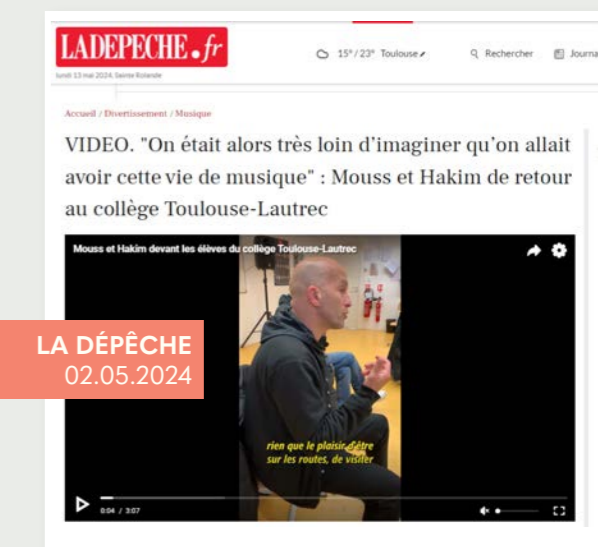 LADEPECHE.fr
15°/23° Toulouse
Rechercher
Journa
lundi 13 mai 2024, Sainte Rolande
Accueil / Divertissement / Musique
VIDEO. "On était alors très loin d'imaginer qu'on allait
avoir cette vie de musique" : Mouss et Hakim de retour
au collège Toulouse-Lautrec
Mouss et Hakim devant les élèves du collège Toulouse-Lautrec
LA DÉPÊCHE
02.05.2024
rien que le plaisir d'être
sur les routes, de visiter
0:04 / 3:07